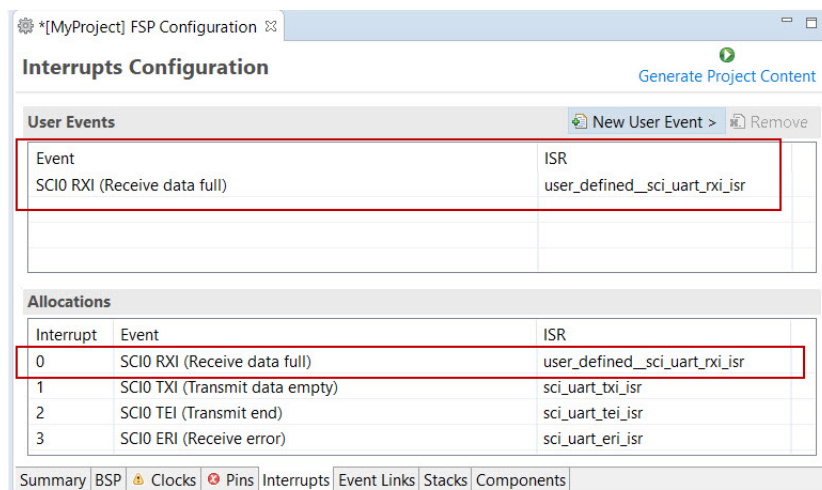 *[MyProject] FSP Configuration
Interrupts Configuration
Generate Project Content
User Events New User Event > Remove
Event ISR
SCI0 RXI (Receive data full) user_defined__sci_uart_rxi_isr
Allocations
Interrupt Event ISR
0 SCI0 RXI (Receive data full) user_defined__sci_uart_rxi_isr
1 SCI0 TXI (Transmit data empty) sci_uart_txi_isr
2 SCI0 TEI (Transmit end) sci_uart_tei_isr
3 SCI0 ERI (Receive error) sci_uart_eri_isr
Summary BSP Clocks Pins Interrupts Event Links Stacks Components